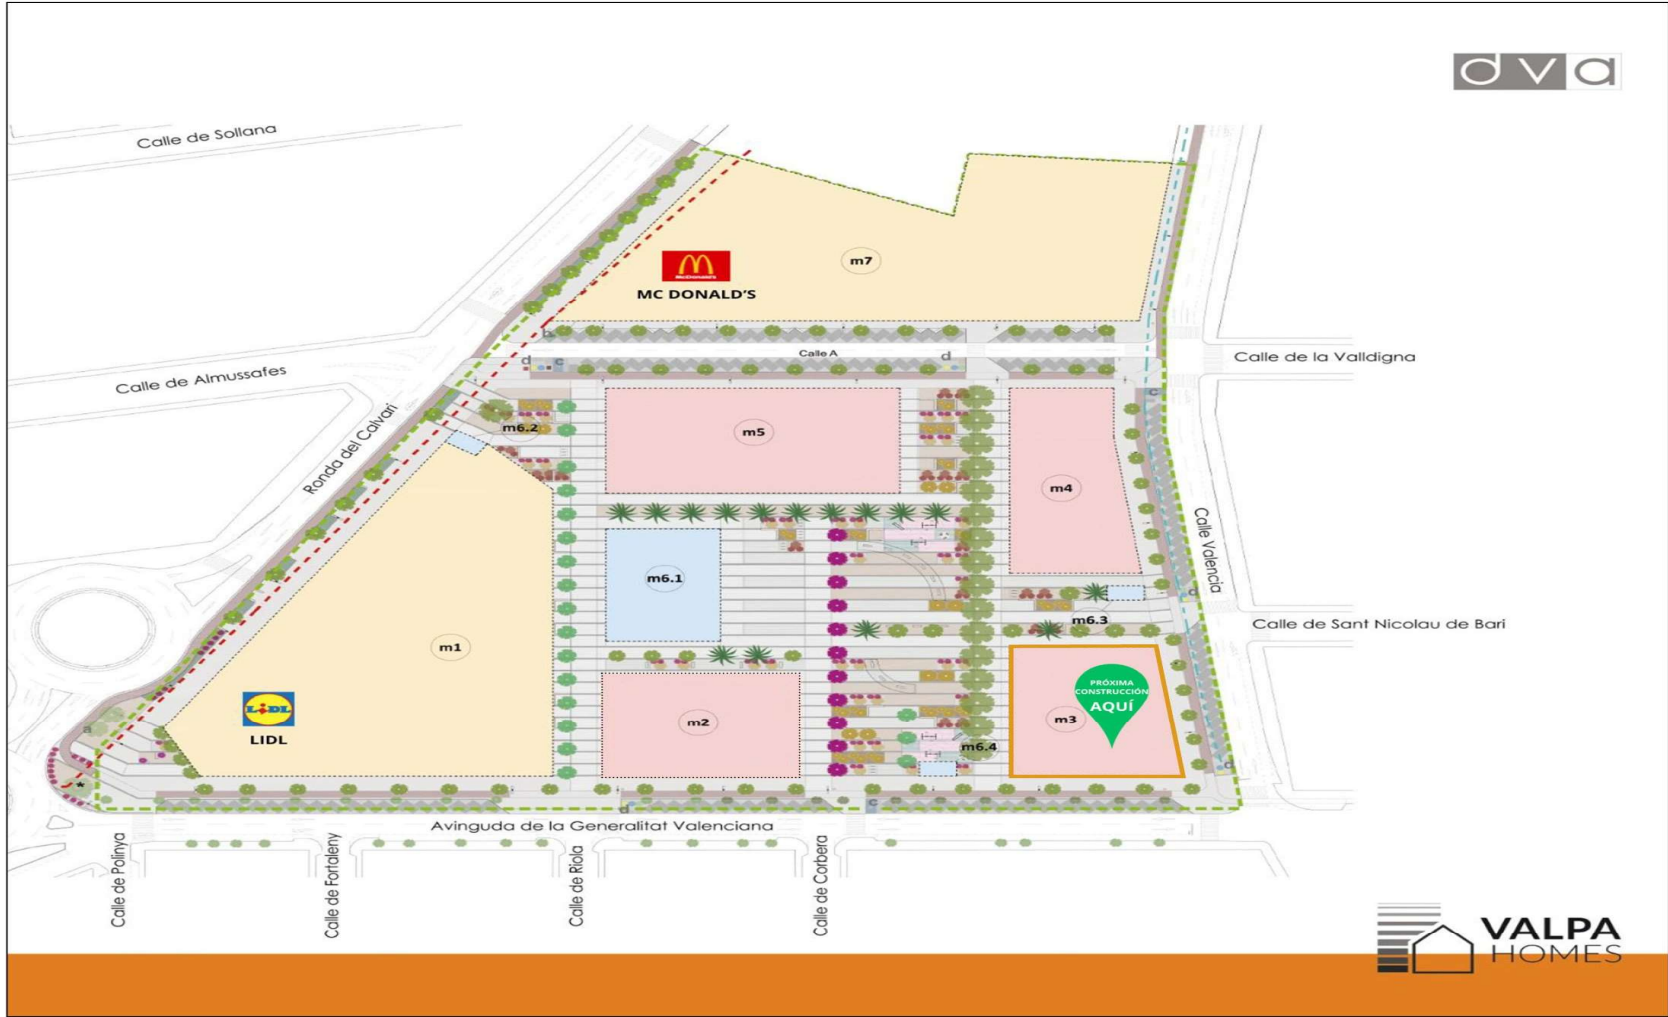 dva
Calle de Sollana
m7
McDonald's
MC DONALD'S
b
Calle A
d
c
d
Calle de la Valldigna
Calle de Almussafes
c
Ronda del Calvari
m6.2
m5
m4
Calle Valencia
m6.1
d
m6.3
Calle de Sant Nicolau de Bari
m1
PRÓXIMA
CONSTRUCCIÓN
AQUÍ
LIDL
m3
m2
LIDL
a
m6.4
d
*
d
c
Avinguda de la Generalitat Valenciana
Calle de Polinya
Calle de Fortaleny
Calle de Riola
Calle de Corbera
VALPA
HOMES